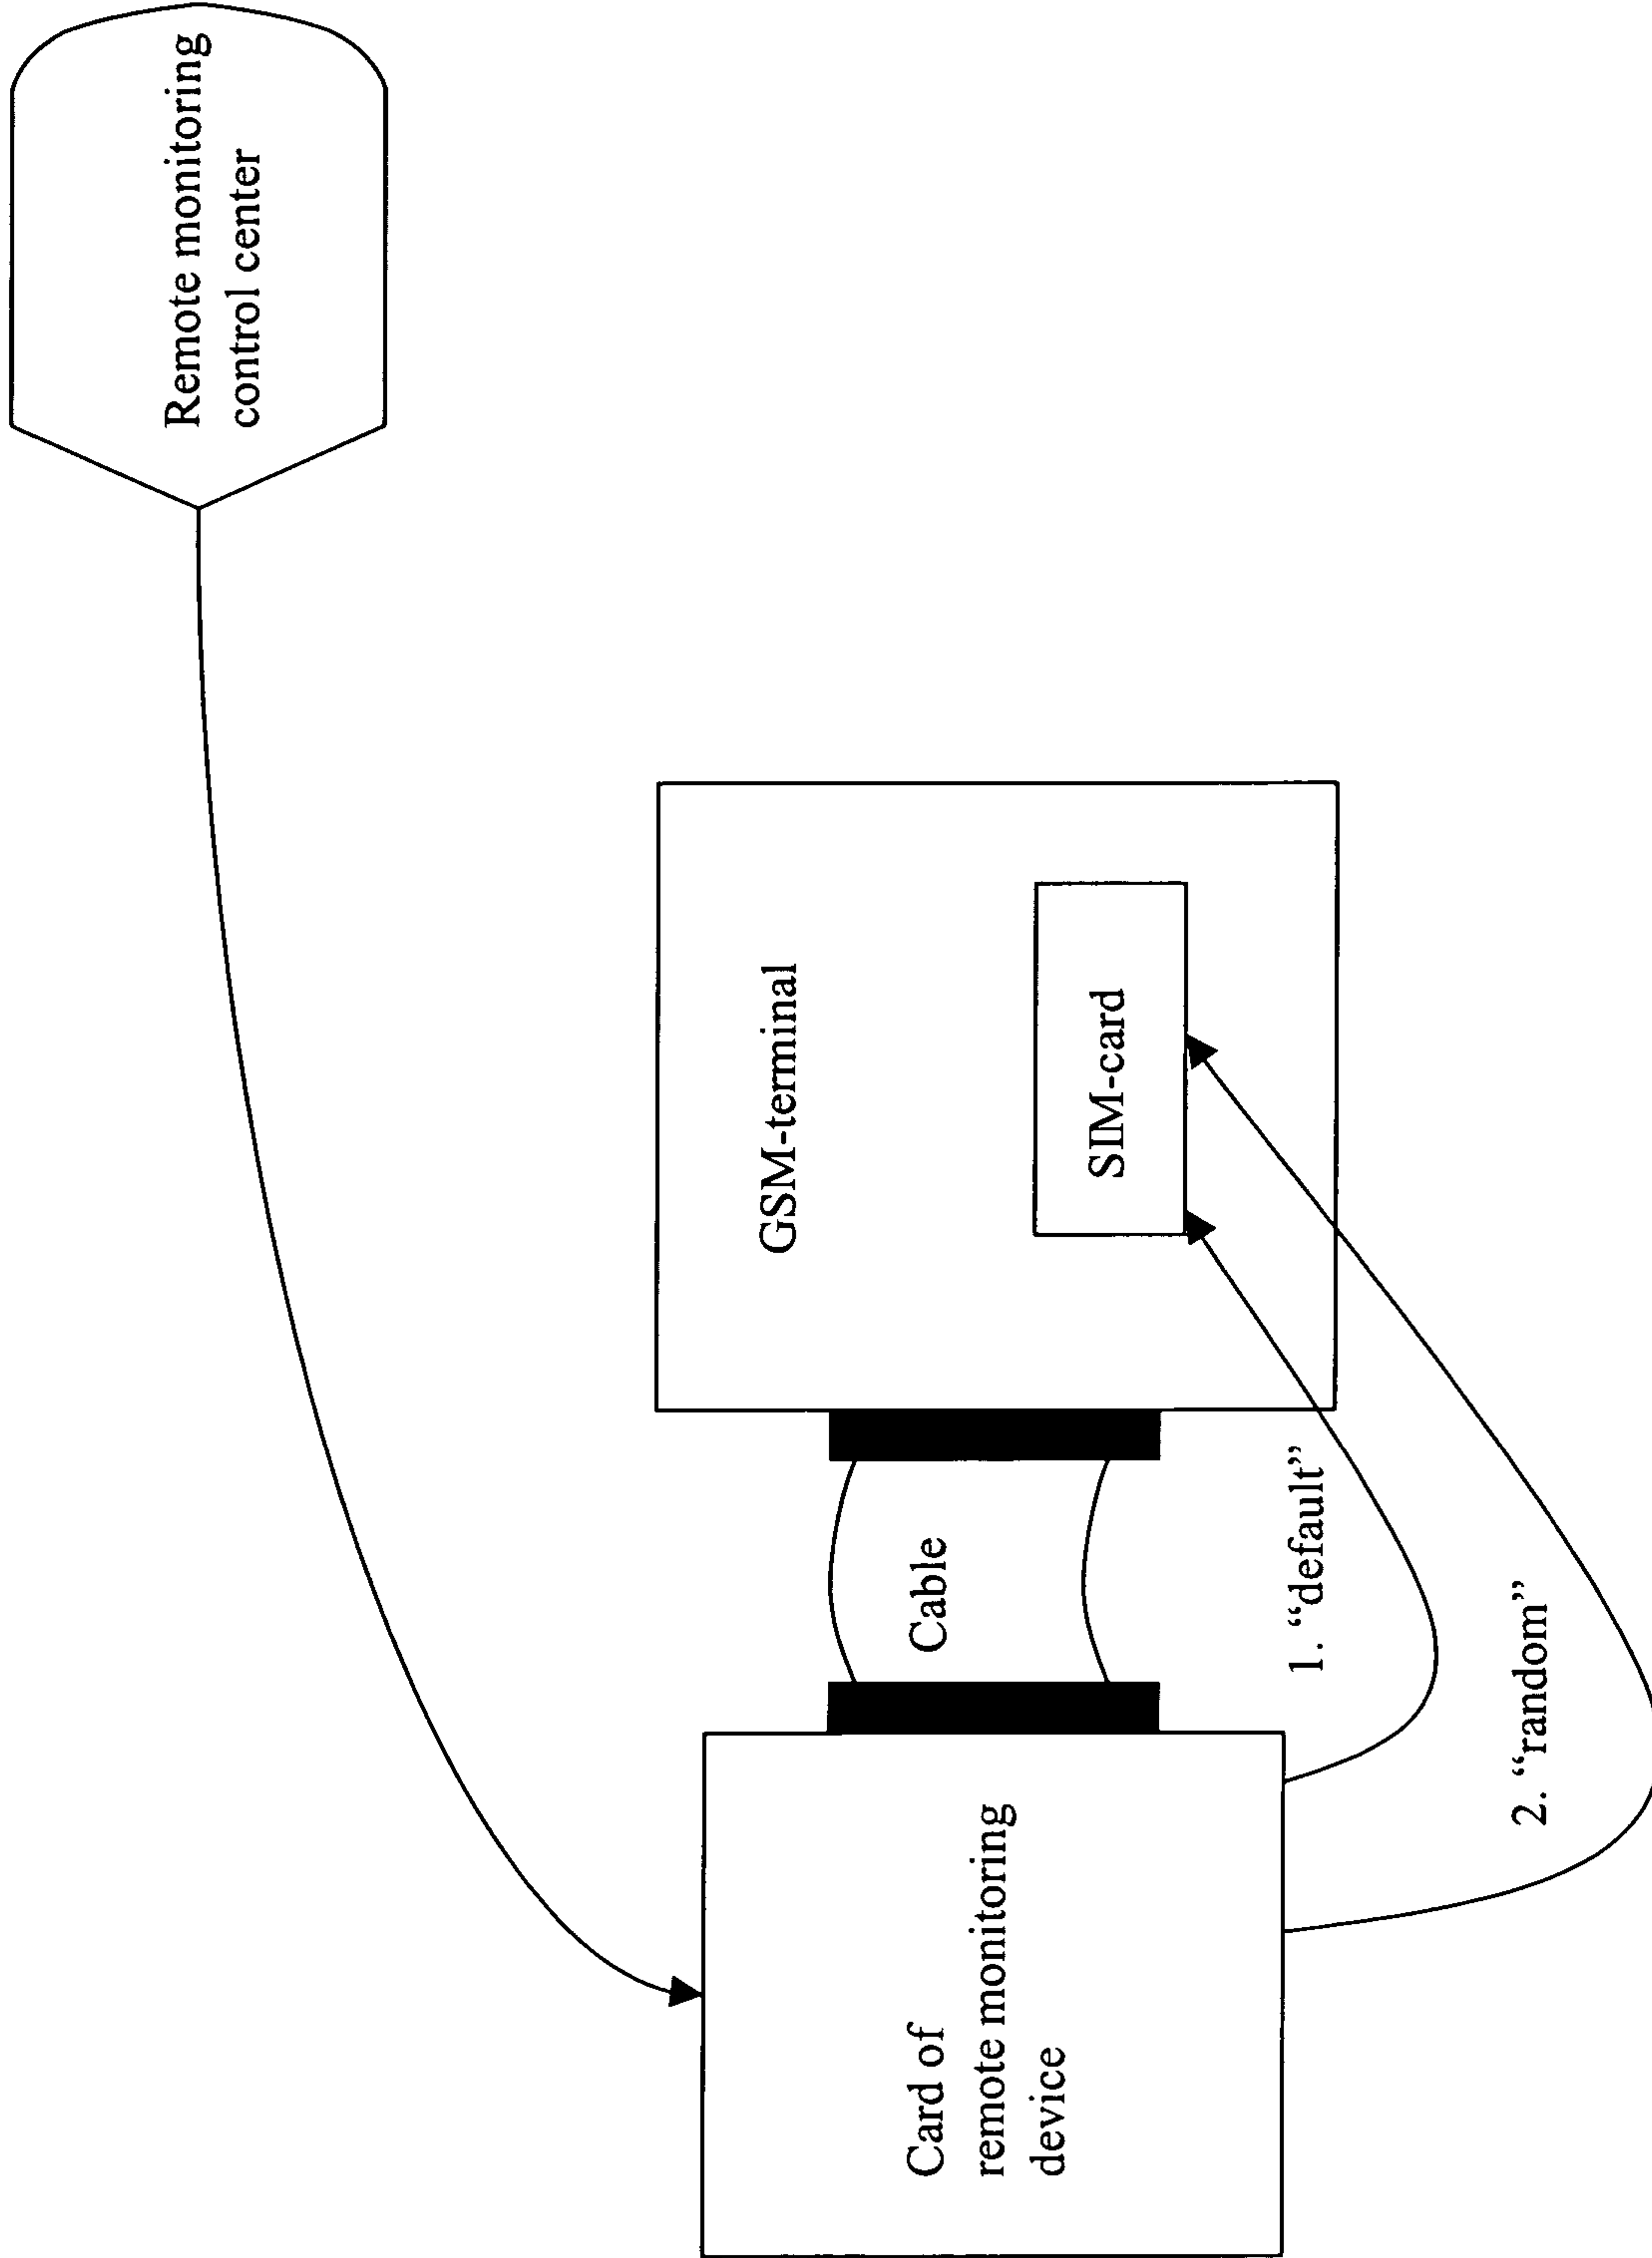 Remote monitoring
control center
GSM-terminal
SIM-card
Cable
Card of
remote monitoring
device
1. “default”
2. “random”